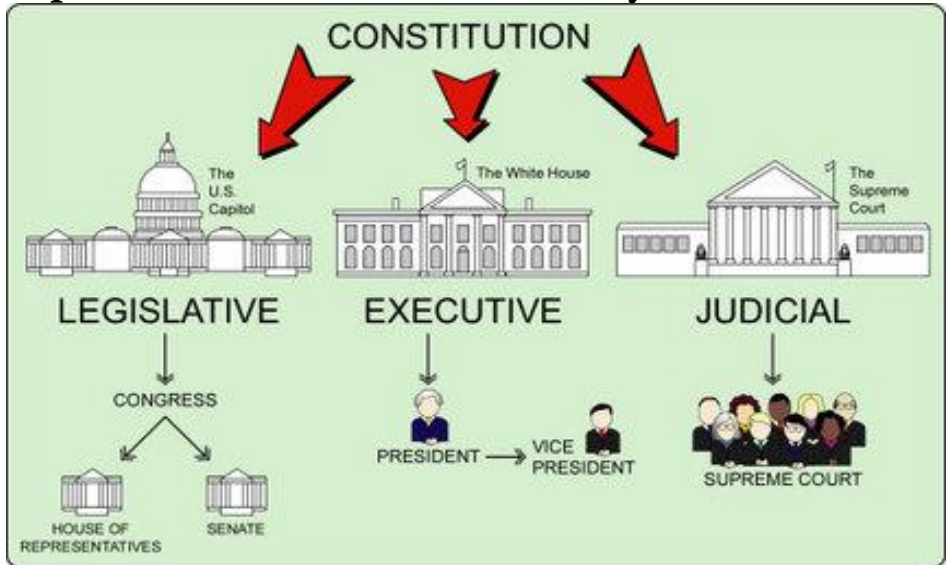 CONSTITUTION
The
U.S.
Capitol
The White House
The
Supreme
Court
LEGISLATIVE
EXECUTIVE
JUDICIAL
CONGRESS
PRESIDENT
VICE
PRESIDENT
SUPREME COURT
HOUSE OF
REPRESENTATIVES
SENATE